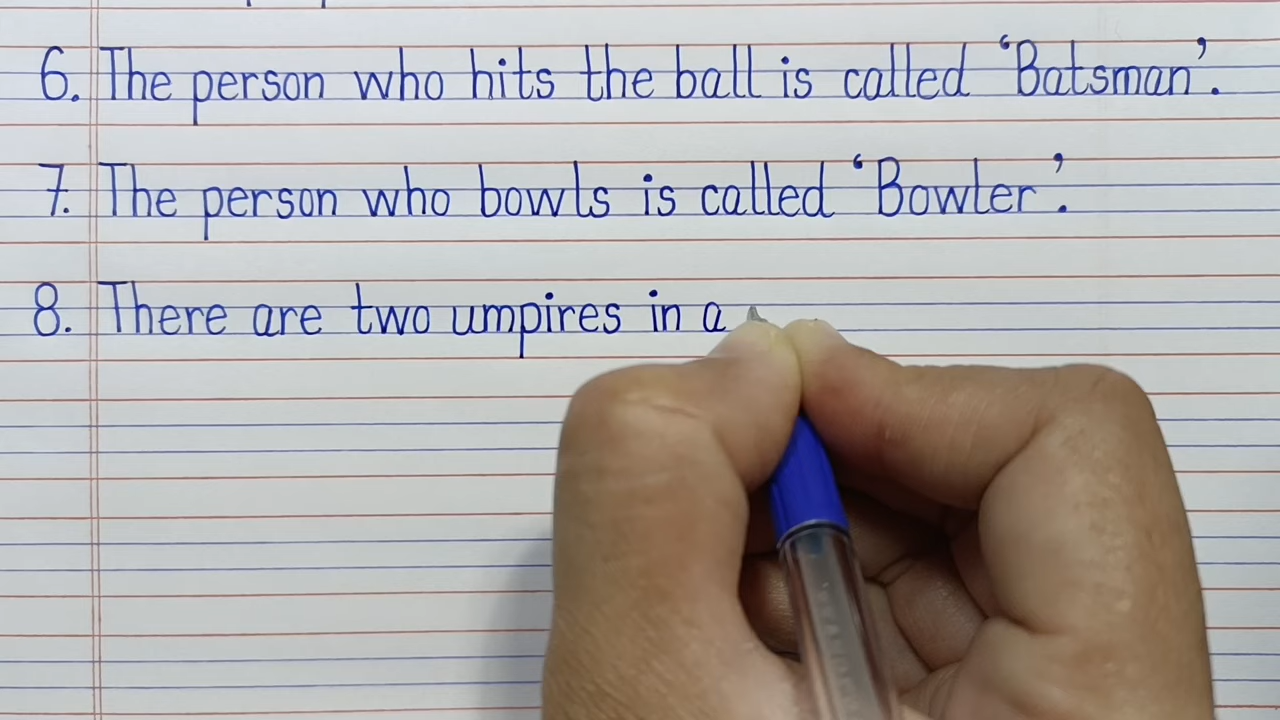 6. The person who hits the ball is called ‘Batsman’.
7. The person who bowls is called ‘Bowler’.
8. There are two umpires in a